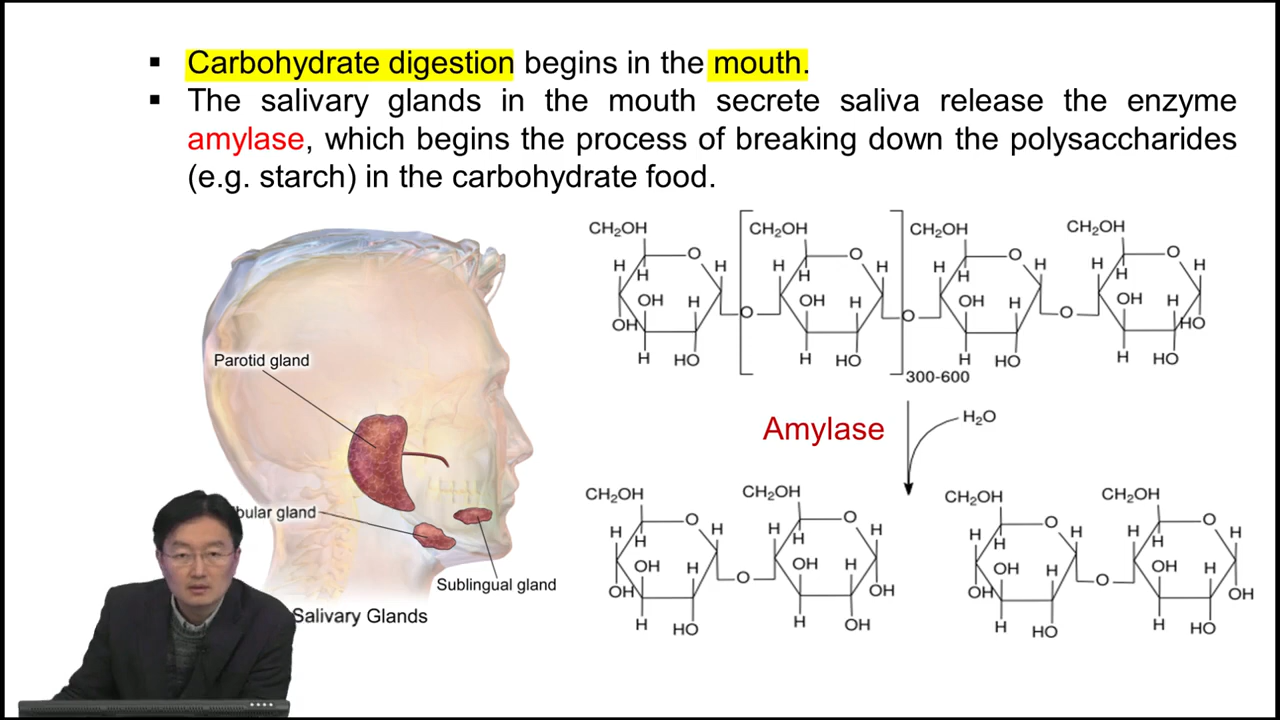 ▪ Carbohydrate digestion begins in the mouth.
▪ The salivary glands in the mouth secrete saliva release the enzyme
amylase, which begins the process of breaking down the polysaccharides
(e.g. starch) in the carbohydrate food.
Parotid gland
gland
Sublingual gland
Salivary Glands
CH₂OH CH₂OH CH₂OH CH₂OH
O O O O
H H H H H H H H
H H H H
OH H OH H OH H OH H
OH O O O HO
H HO H HO H HO H HO
300-600
Amylase
H₂O
CH₂OH CH₂OH CH₂OH CH₂OH
O O O O
H H H H H H H H
H H H H
OH H OH H OH H OH H
OH O OH OH O OH
H HO H OH H HO H HO